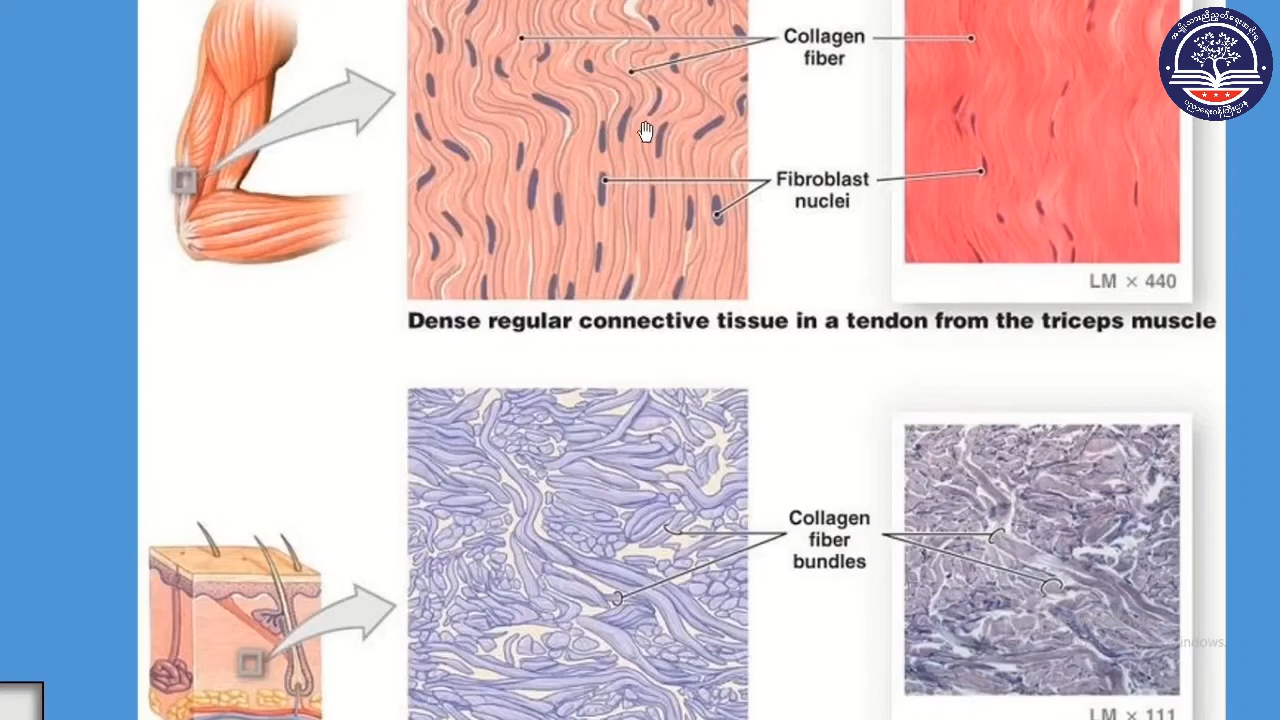 Collagen
fiber
Fibroblast
nuclei
LM × 440
Dense regular connective tissue in a tendon from the triceps muscle
Collagen
fiber
bundles
LM × 111